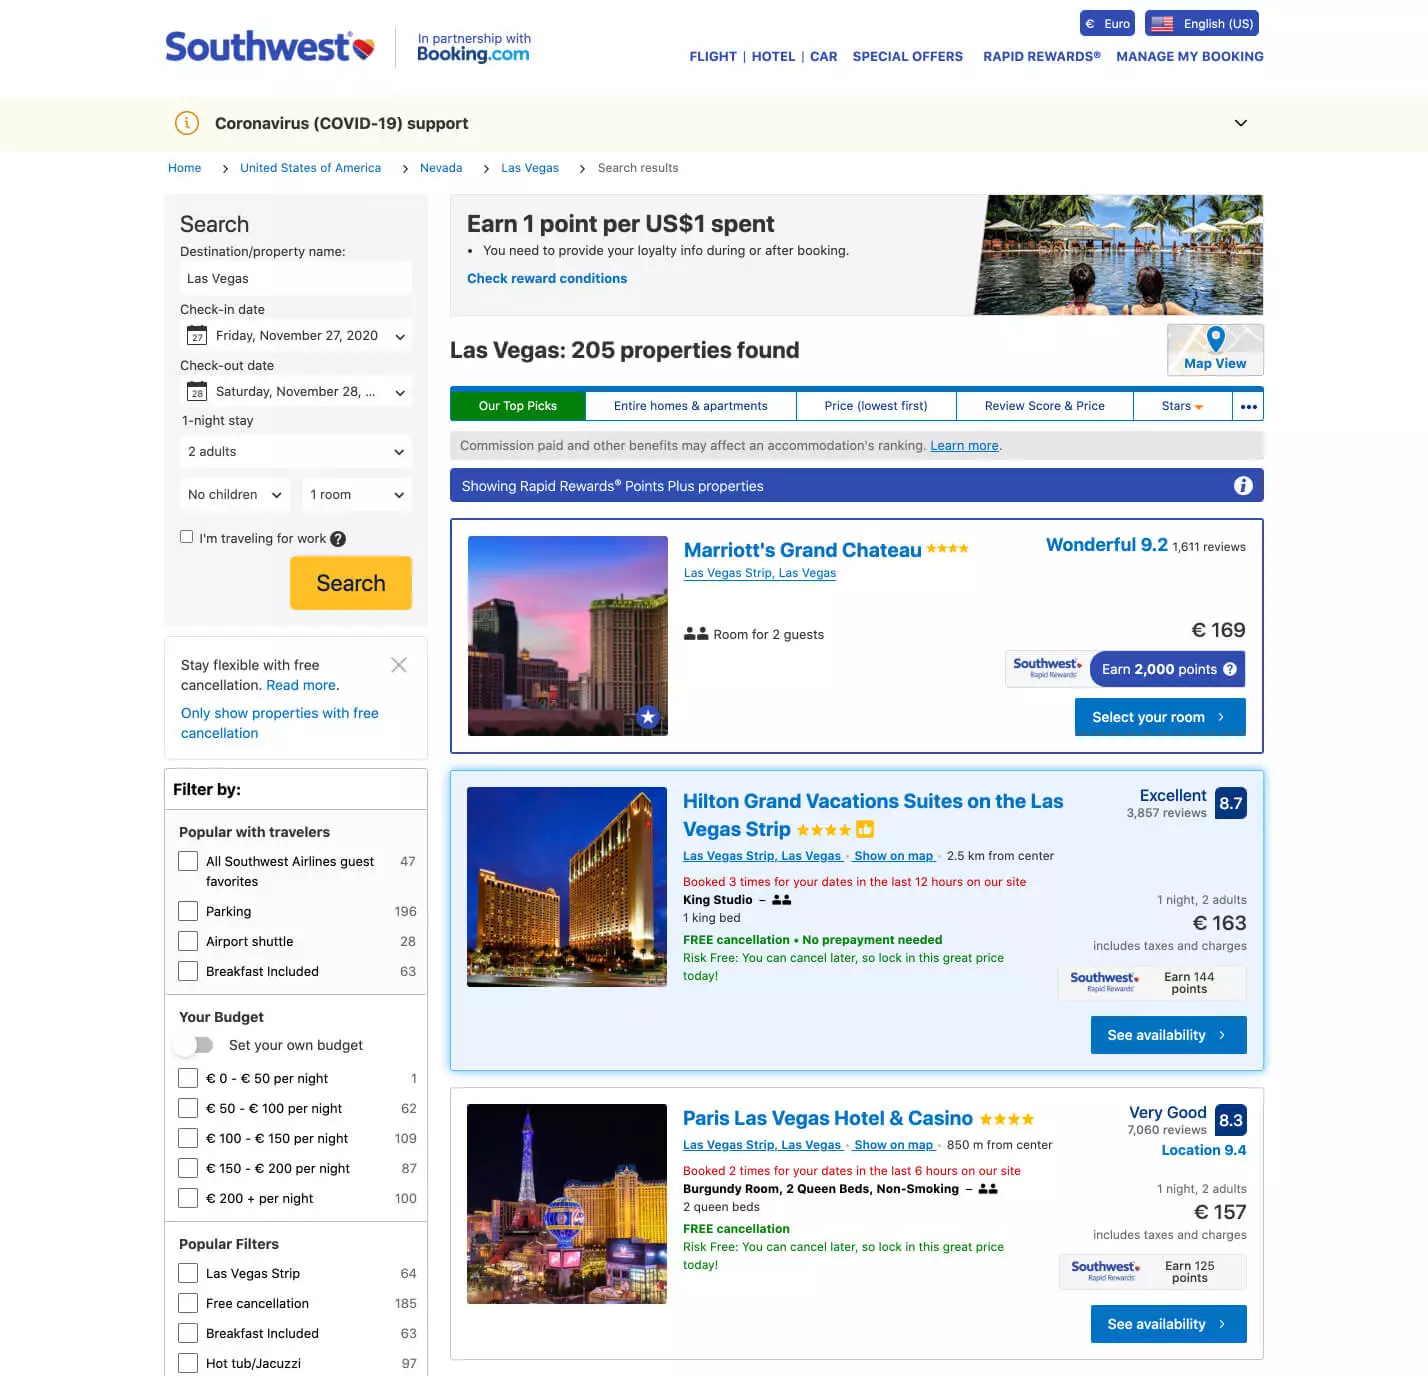 € Euro
English (US)
Southwest®
In partnership with
Booking.com
FLIGHT | HOTEL | CAR SPECIAL OFFERS RAPID REWARDS® MANAGE MY BOOKING
Coronavirus (COVID-19) support
Home > United States of America > Nevada > Las Vegas > Search results
Search
Destination/property name:
Las Vegas
Check-in date
27 Friday, November 27, 2020
Check-out date
28 Saturday, November 28, ...
1-night stay
2 adults
No children 1 room
I'm traveling for work ?
Search
Stay flexible with free
cancellation. Read more.
Only show properties with free
cancellation
Filter by:
Popular with travelers
All Southwest Airlines guest 47
favorites
Parking 196
Airport shuttle 28
Breakfast Included 63
Your Budget
Set your own budget
€ 0 - € 50 per night 1
€ 50 - € 100 per night 62
€ 100 - € 150 per night 109
€ 150 - € 200 per night 87
€ 200 + per night 100
Popular Filters
Las Vegas Strip 64
Free cancellation 185
Breakfast Included 63
Hot tub/Jacuzzi 97
Earn 1 point per US$1 spent
• You need to provide your loyalty info during or after booking.
Check reward conditions
Las Vegas: 205 properties found
Map View
Our Top Picks Entire homes & apartments Price (lowest first) Review Score & Price Stars •••
Commission paid and other benefits may affect an accommodation's ranking. Learn more.
Showing Rapid Rewards® Points Plus properties
Marriott's Grand Chateau
Wonderful 9.2 1,611 reviews
Las Vegas Strip, Las Vegas
Room for 2 guests
€ 169
Southwest Rapid Rewards®
Earn 2,000 points ?
Select your room >
Hilton Grand Vacations Suites on the Las
Vegas Strip
Excellent 8.7
3,857 reviews
Las Vegas Strip, Las Vegas · Show on map · 2.5 km from center
Booked 3 times for your dates in the last 12 hours on our site
King Studio –
1 king bed
FREE cancellation • No prepayment needed
Risk Free: You can cancel later, so lock in this great price
today!
1 night, 2 adults
€ 163
includes taxes and charges
Southwest Rapid Rewards®
Earn 144
points
See availability >
Paris Las Vegas Hotel & Casino
Very Good 8.3
7,060 reviews
Location 9.4
Las Vegas Strip, Las Vegas · Show on map · 850 m from center
Booked 2 times for your dates in the last 6 hours on our site
Burgundy Room, 2 Queen Beds, Non-Smoking –
2 queen beds
FREE cancellation
Risk Free: You can cancel later, so lock in this great price
today!
1 night, 2 adults
€ 157
includes taxes and charges
Southwest Rapid Rewards®
Earn 125
points
See availability >